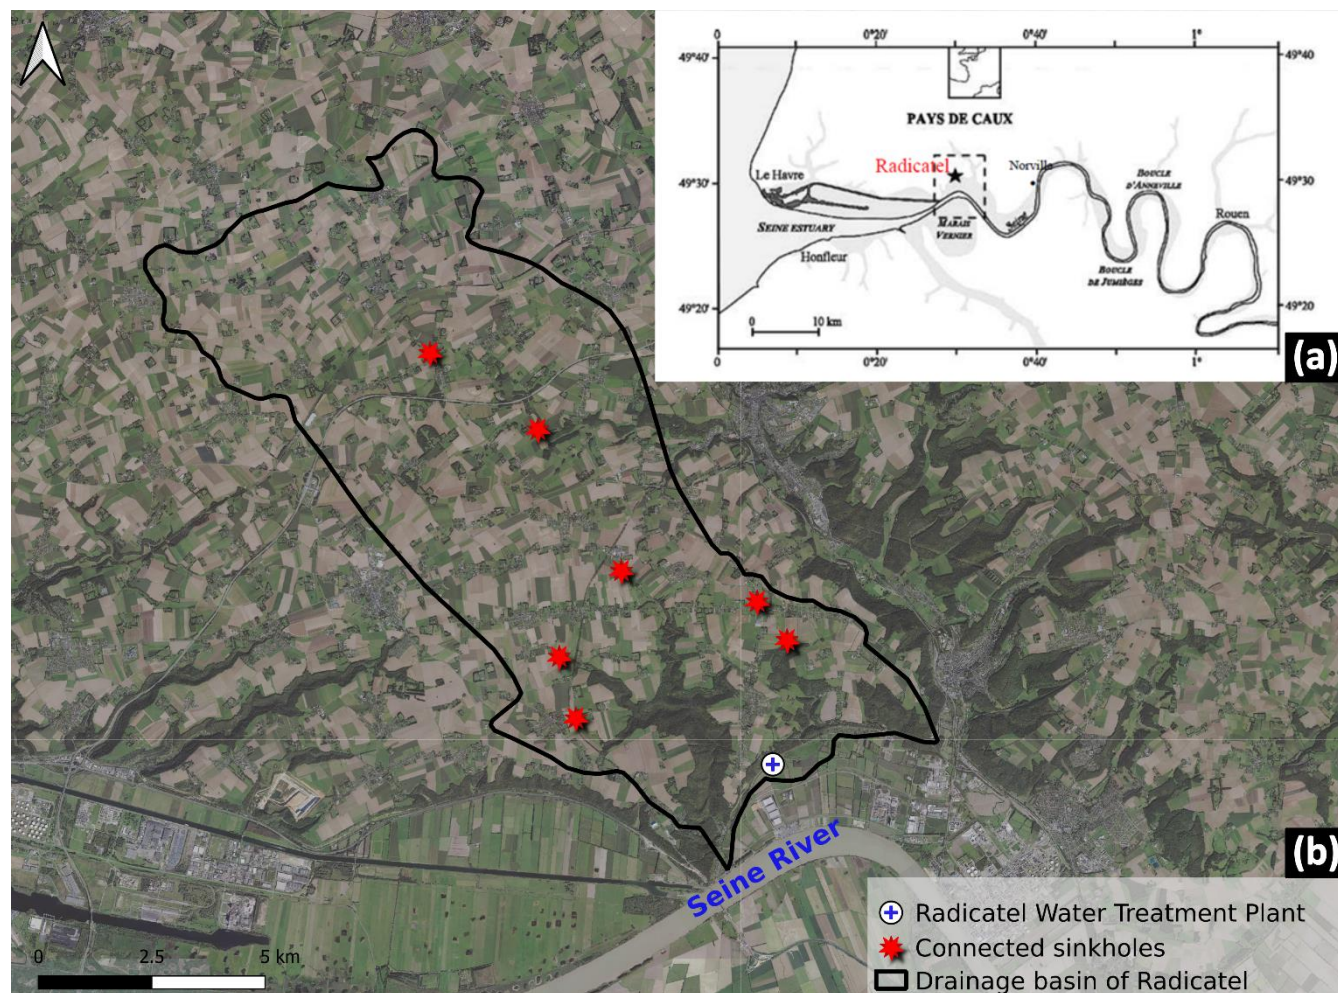 0
0°20'
0°40'
1°
49°40'
49°40
PAYS DE CAUX
Radicatel
Norville
BOUCLE
D'ANNEVILLE
Le Havre
49°30'
49°30
Rouen
SEINE ESTUARY
MARAIS
VERNIER
Honfleur
BOUCLE
DE JUMIÈGES
49°20'
49°20
0
10 km
0
0°20'
0°40'
1°
(a)
Seine River
(b)
Radicatel Water Treatment Plant
Connected sinkholes
Drainage basin of Radicatel
0
2.5
5 km